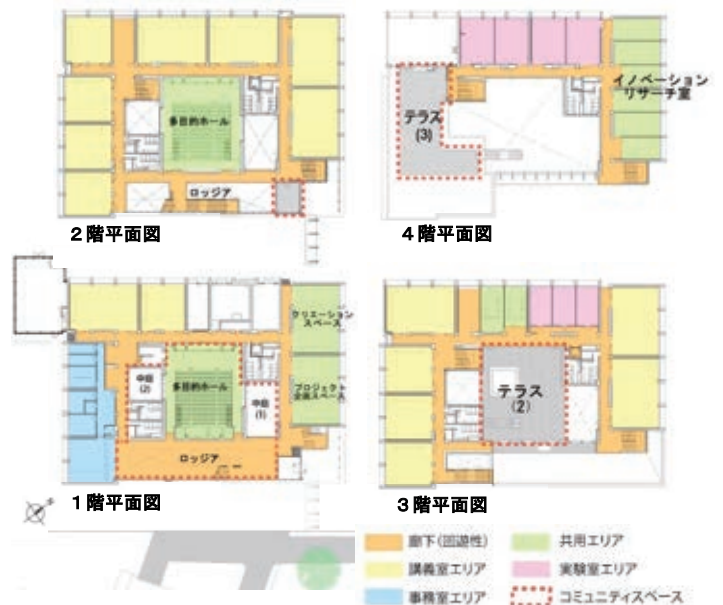 多目的ホール
ロッジア
2階平面図
イノベーション
リサーチ室
テラス
(3)
4階平面図
クリエーション
スペース
中庭
(2)
多目的ホール
中庭
(1)
プロジェクト
企画スペース
ロッジア
1階平面図
テラス
(2)
3階平面図
廊下(回遊性)
共用エリア
講義室エリア
実験室エリア
事務室エリア
コミュニティスペース